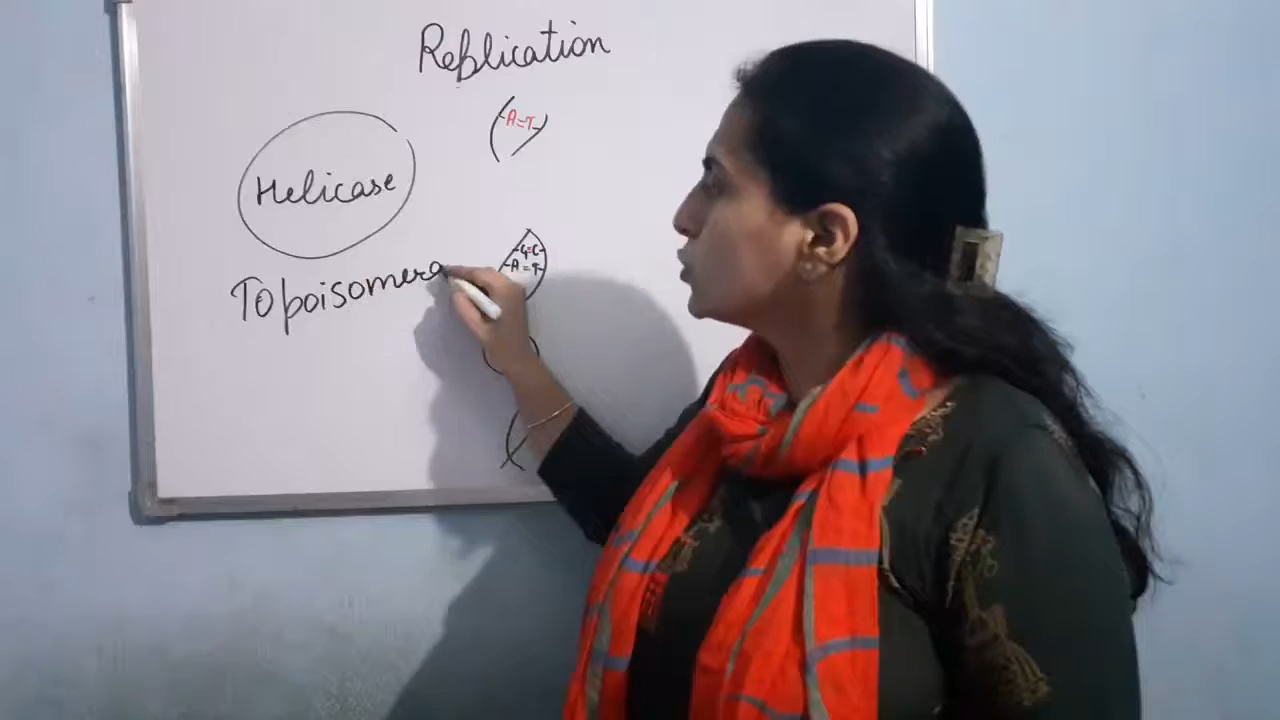 Replication
A=T
Helicase
G=C
A=T
Topoisomera